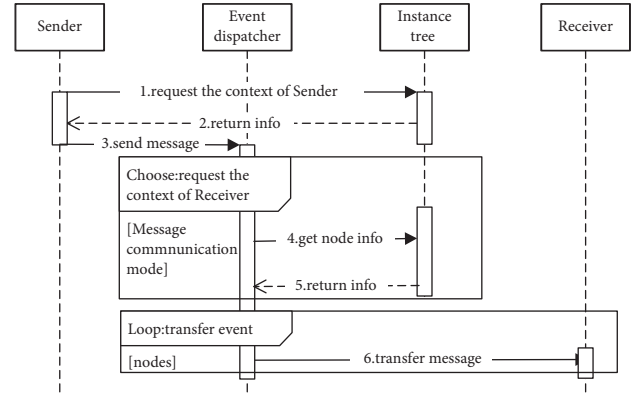 Sender
Event
dispatcher
Instance
tree
Receiver
1.request the context of Sender
2.return info
3.send message
Choose:request the
context of Receiver
[Message
commnunication
mode]
4.get node info
5.return info
Loop:transfer event
[nodes]
6.transfer message